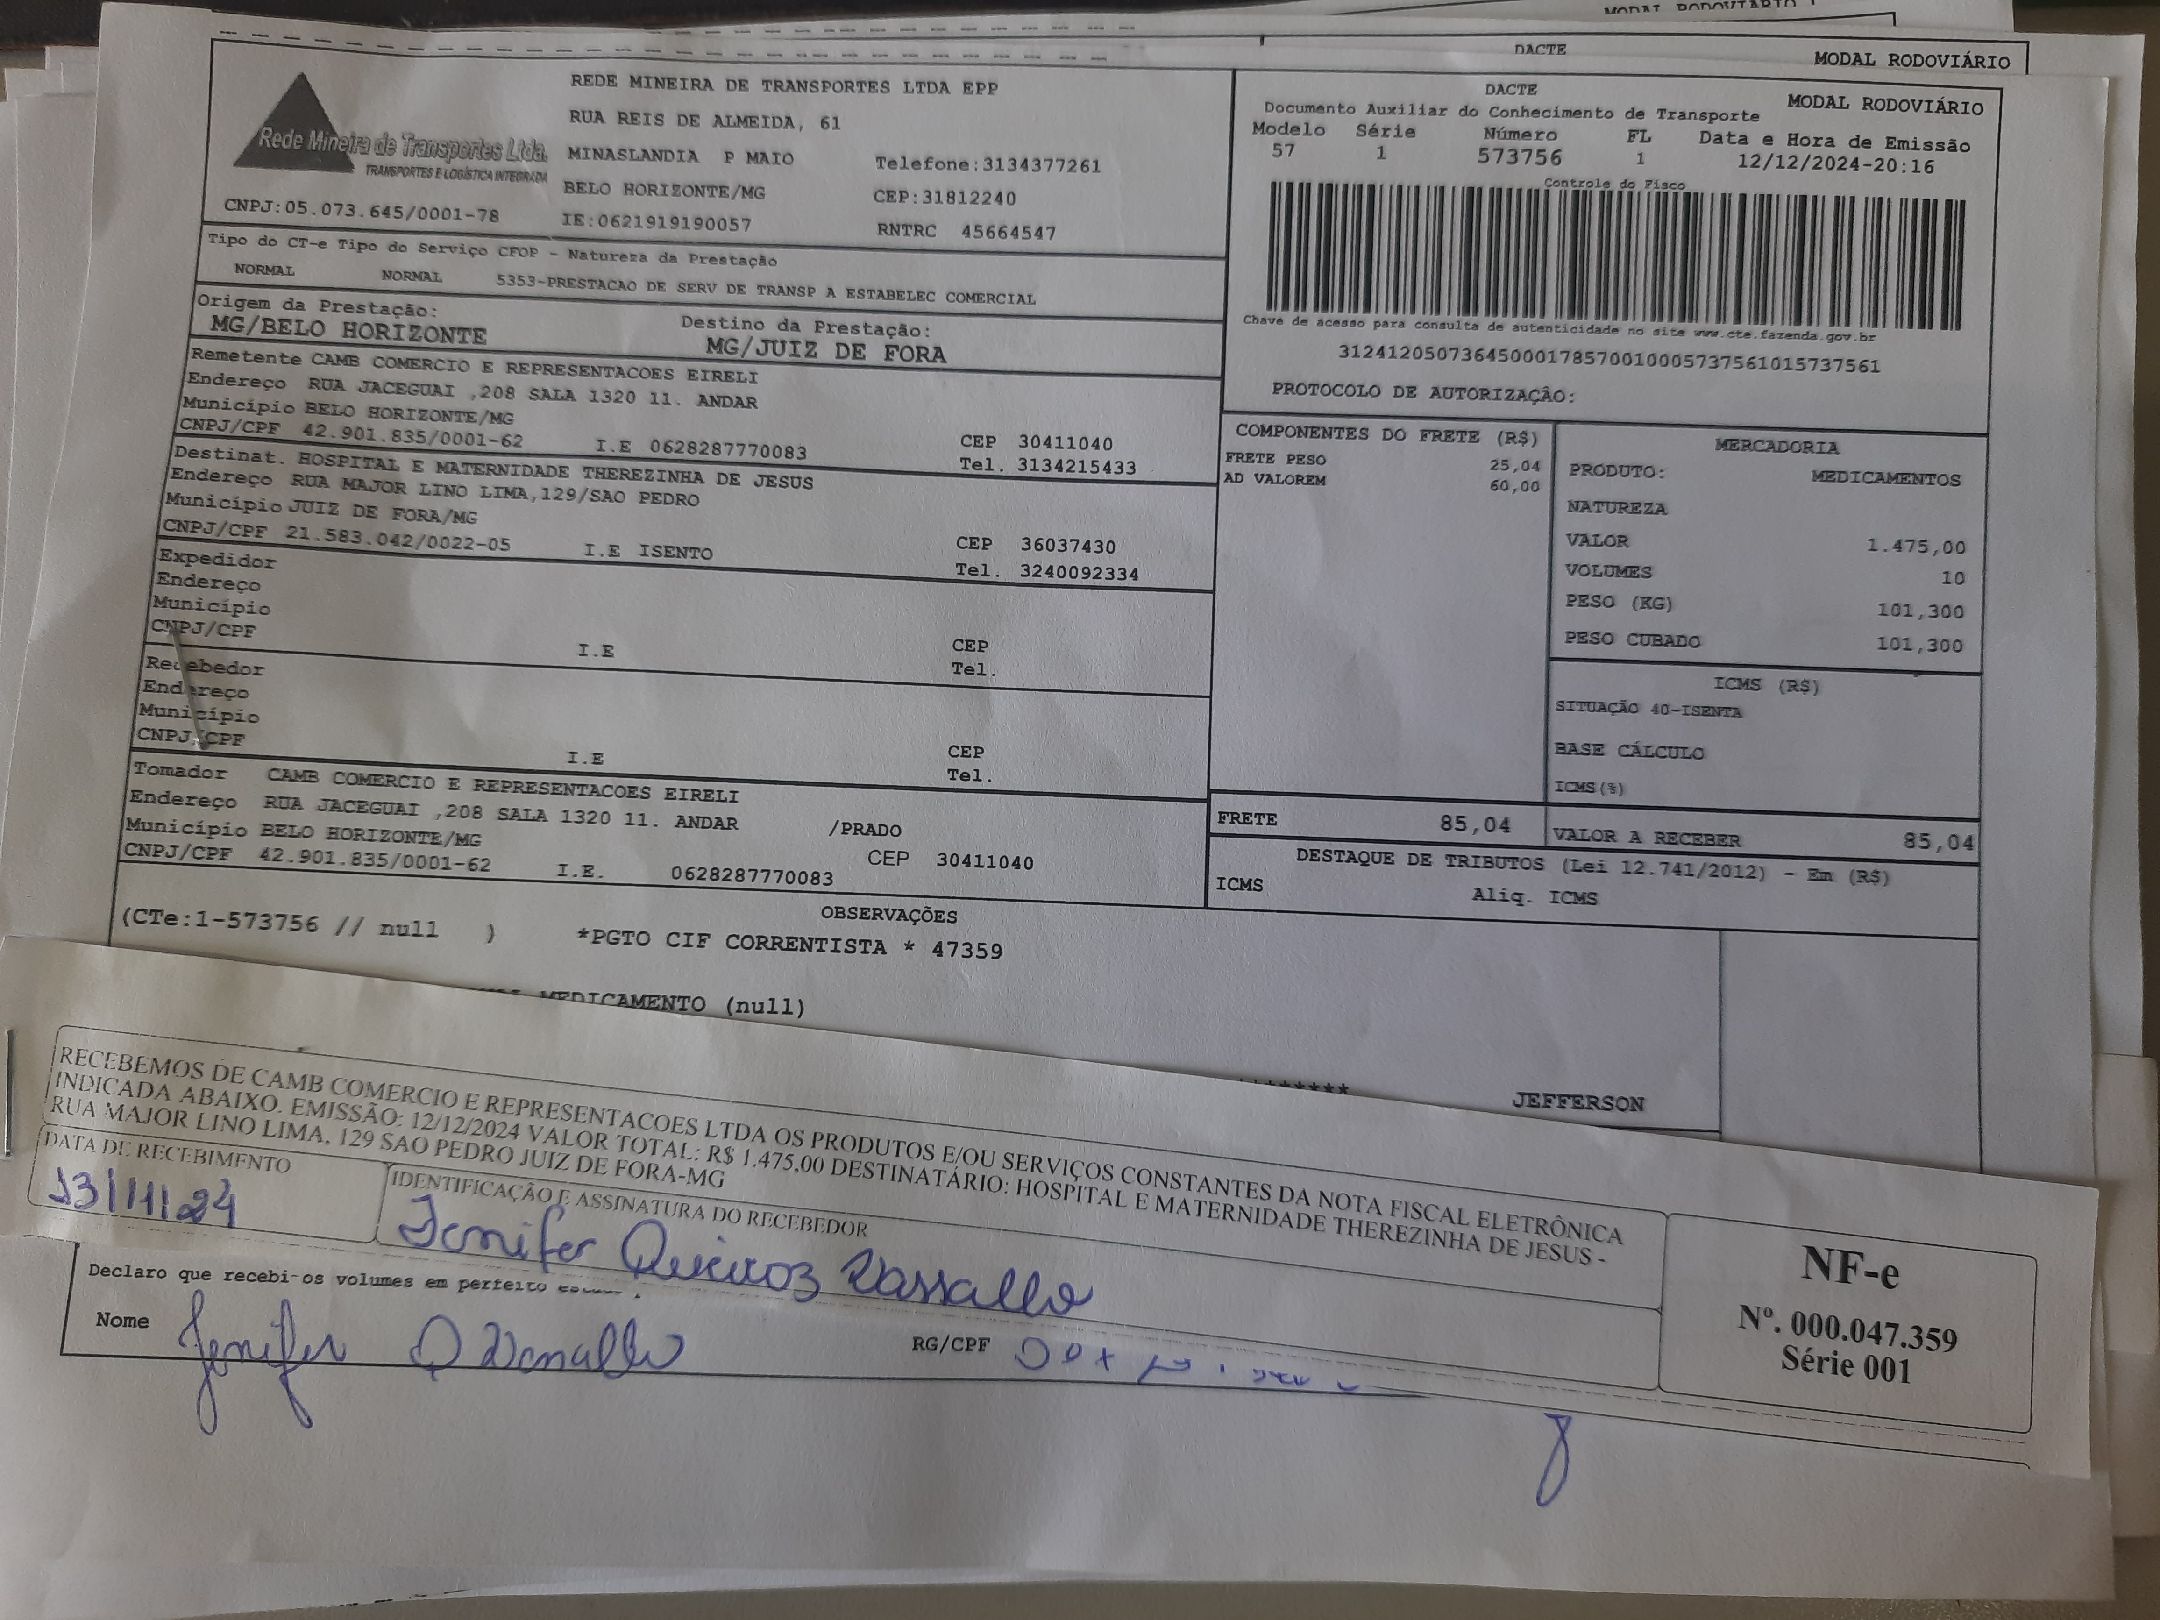 MODAL RODOVIÁRIO
DACTE
MODAL RODOVIÁRIO
Rede Mineira de Transportes Ltda.
TRANSPORTES E LOGÍSTICA INTEGRADA
CNPJ:05.073.645/0001-78
REDE MINEIRA DE TRANSPORTES LTDA EPP
RUA REIS DE ALMEIDA, 61
MINASLANDIA P MAIO Telefone:3134377261
BELO HORIZONTE/MG CEP:31812240
IE:0621919190057 RNTRC 45664547
DACTE MODAL RODOVIÁRIO
Documento Auxiliar do Conhecimento de Transporte
Modelo Série Número FL Data e Hora de Emissão
57 1 573756 1 12/12/2024-20:16
Controle do Fisco
Chave de acesso para consulta de autenticidade no site www.cte.fazenda.gov.br
31241205073645000178570010005737561015737561
PROTOCOLO DE AUTORIZAÇÂO:
Tipo do CT-e Tipo do Serviço CFOP - Natureza da Prestação
NORMAL NORMAL 5353-PRESTACAO DE SERV DE TRANSP A ESTABELEC COMERCIAL
Origem da Prestação: Destino da Prestação:
MG/BELO HORIZONTE MG/JUIZ DE FORA
Remetente CAMB COMERCIO E REPRESENTACOES EIRELI
Endereço RUA JACEGUAI ,208 SALA 1320 11. ANDAR
Município BELO HORIZONTE/MG CEP 30411040
CNPJ/CPF 42.901.835/0001-62 I.E 0628287770083 Tel. 3134215433
Destinat. HOSPITAL E MATERNIDADE THEREZINHA DE JESUS
Endereço RUA MAJOR LINO LIMA,129/SAO PEDRO
Município JUIZ DE FORA/MG CEP 36037430
CNPJ/CPF 21.583.042/0022-05 I.E ISENTO Tel. 3240092334
Expedidor
Endereço
Município CEP
CNPJ/CPF I.E Tel.
Recebedor
Endereço
Município CEP
CNPJ/CPF I.E Tel.
Tomador CAMB COMERCIO E REPRESENTACOES EIRELI
Endereço RUA JACEGUAI ,208 SALA 1320 11. ANDAR /PRADO
Município BELO HORIZONTE/MG CEP 30411040
CNPJ/CPF 42.901.835/0001-62 I.E. 0628287770083
COMPONENTES DO FRETE (R$)
FRETE PESO 25,04
AD VALOREM 60,00
MERCADORIA
PRODUTO: MEDICAMENTOS
NATUREZA
VALOR 1.475,00
VOLUMES 10
PESO (KG) 101,300
PESO CUBADO 101,300
ICMS (R$)
SITUAÇÃO 40-ISENTA
BASE CÁLCULO
ICMS(%)
FRETE 85,04 VALOR A RECEBER 85,04
DESTAQUE DE TRIBUTOS (Lei 12.741/2012) - Em (R$)
ICMS Aliq. ICMS
OBSERVAÇÕES
(CTe:1-573756 // null ) *PGTO CIF CORRENTISTA * 47359
MEDICAMENTO (null)
******* JEFFERSON
RECEBEMOS DE CAMB COMERCIO E REPRESENTACOES LTDA OS PRODUTOS E/OU SERVIÇOS CONSTANTES DA NOTA FISCAL ELETRÔNICA
INDICADA ABAIXO. EMISSÃO: 12/12/2024 VALOR TOTAL: R$ 1.475,00 DESTINATÁRIO: HOSPITAL E MATERNIDADE THEREZINHA DE JESUS -
RUA MAJOR LINO LIMA, 129 SAO PEDRO JUIZ DE FORA-MG
DATA DE RECEBIMENTO IDENTIFICAÇÃO E ASSINATURA DO RECEBEDOR
13/11/24 Jenifer Queiroz Vassallo
NF-e
Nº. 000.047.359
Série 001
Declaro que recebi os volumes em perfeito
Nome Jenifer Q Vassallo RG/CPF